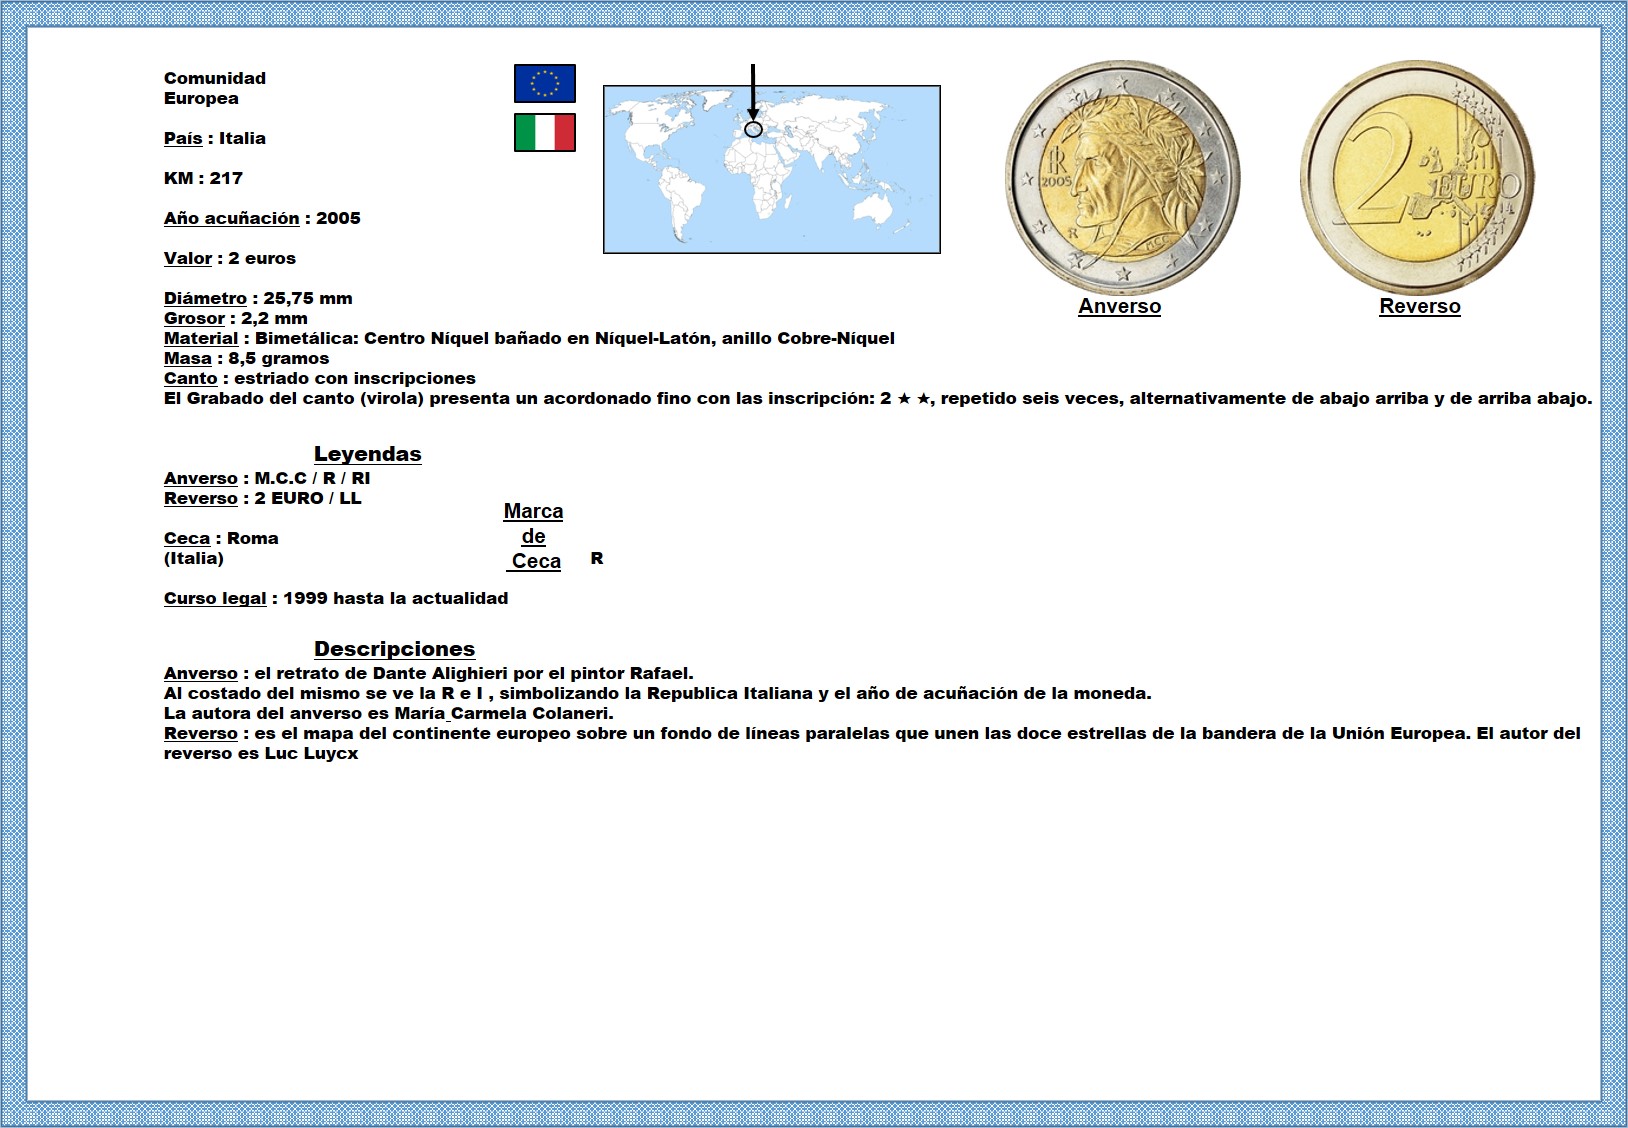 Comunidad
Europea
País : Italia
KM : 217
Año acuñación : 2005
Valor : 2 euros
Diámetro : 25,75 mm
Grosor : 2,2 mm
Material : Bimetálica: Centro Níquel bañado en Níquel-Latón, anillo Cobre-Níquel
Masa : 8,5 gramos
Canto : estriado con inscripciones
El Grabado del canto (virola) presenta un acordonado fino con las inscripción: 2 ★ ★, repetido seis veces, alternativamente de abajo arriba y de arriba abajo.
RI
2005
R
MCC
Anverso
2 EURO
LL
Reverso
Leyendas
Anverso : M.C.C / R / RI
Reverso : 2 EURO / LL
Ceca : Roma
(Italia)
Marca
de
Ceca
R
Curso legal : 1999 hasta la actualidad
Descripciones
Anverso : el retrato de Dante Alighieri por el pintor Rafael.
Al costado del mismo se ve la R e I , simbolizando la Republica Italiana y el año de acuñación de la moneda.
La autora del anverso es María Carmela Colaneri.
Reverso : es el mapa del continente europeo sobre un fondo de líneas paralelas que unen las doce estrellas de la bandera de la Unión Europea. El autor del
reverso es Luc Luycx